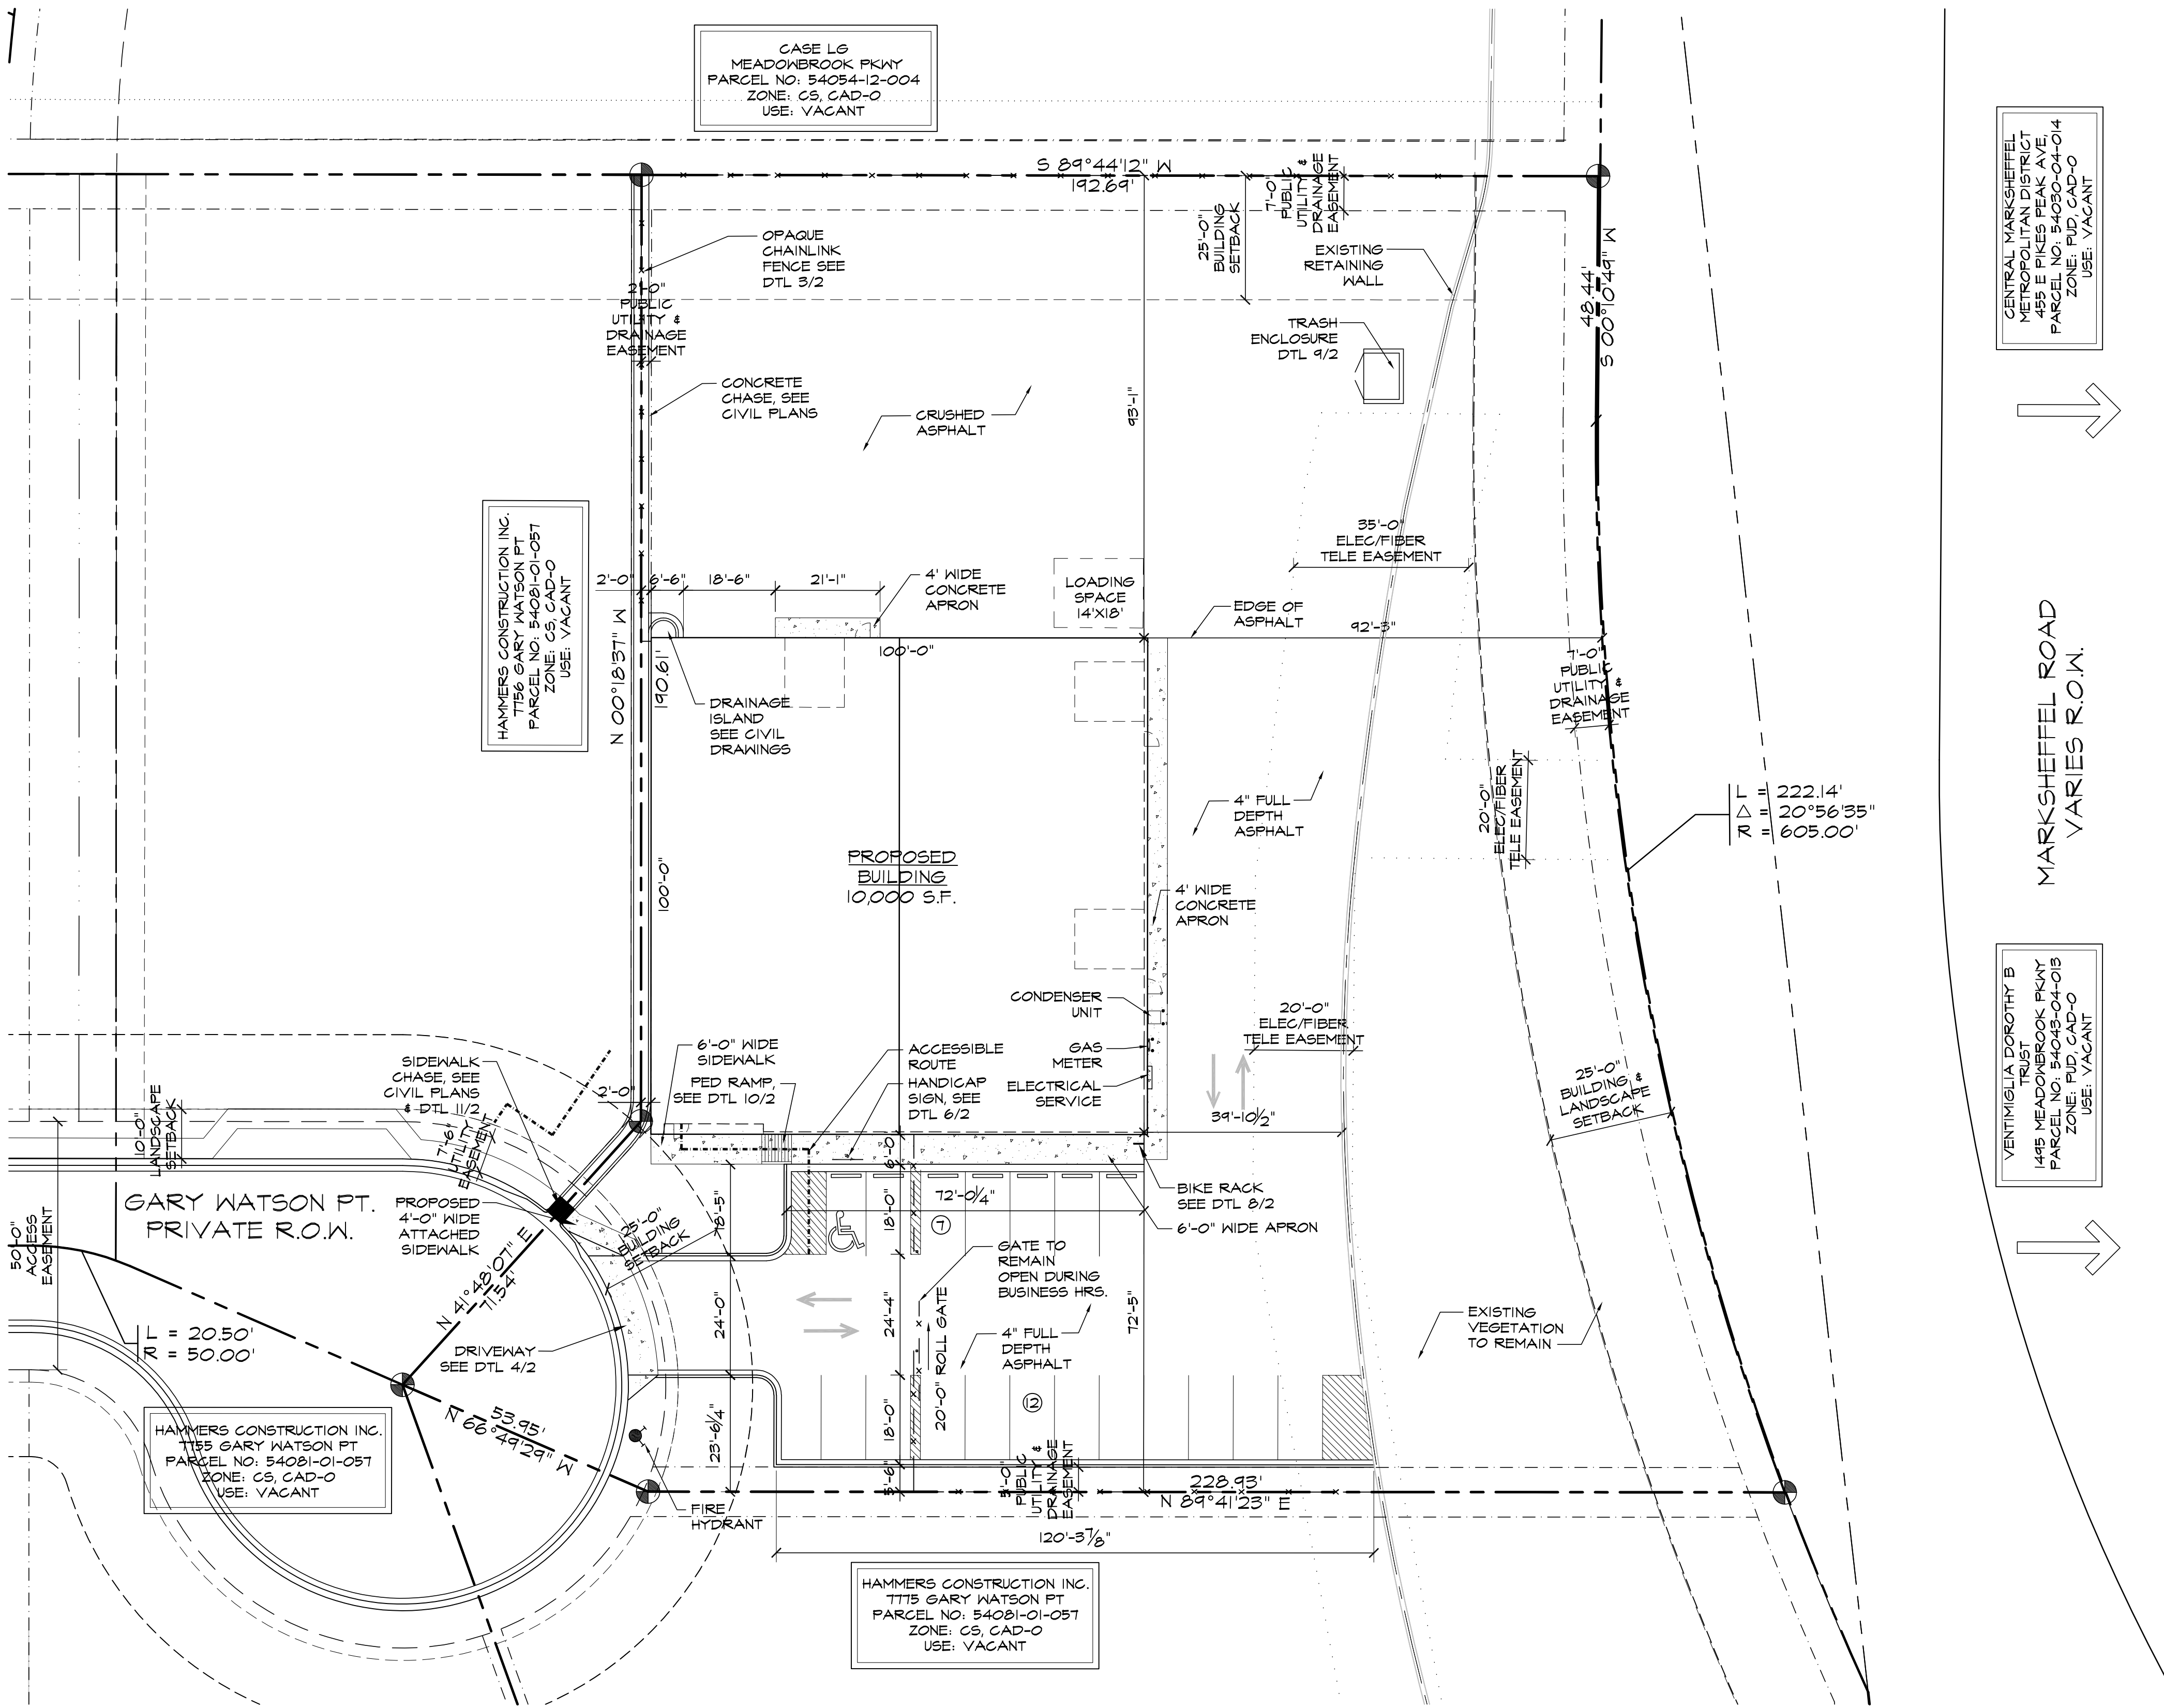 CASE LG
MEADOWBROOK PKWY
PARCEL NO: 54054-12-004
ZONE: CS, CAD-O
USE: VACANT
S 89°44'12" W
192.69'
7'-0"
PUBLIC
UTILITY &
DRAINAGE
EASEMENT
25'-0"
BUILDING
SETBACK
EXISTING
RETAINING
WALL
OPAQUE
CHAINLINK
FENCE SEE
DTL 3/2
2'-0"
PUBLIC
UTILITY &
DRAINAGE
EASEMENT
48.44'
S 00°10'49" W
CENTRAL MARKSHEFFEL
METROPOLITAN DISTRICT
455 E PIKES PEAK AVE,
PARCEL NO: 54030-04-014
ZONE: PUD, CAD-O
USE: VACANT
TRASH
ENCLOSURE
DTL 9/2
CONCRETE
CHASE, SEE
CIVIL PLANS
CRUSHED
ASPHALT
93'-1"
HAMMERS CONSTRUCTION INC.
7756 GARY WATSON PT
PARCEL NO: 54081-01-057
ZONE: CS, CAD-O
USE: VACANT
35'-0"
ELEC/FIBER
TELE EASEMENT
2'-0"
6'-6"
18'-6"
21'-1"
4' WIDE
CONCRETE
APRON
LOADING
SPACE
14'X18'
EDGE OF
ASPHALT
92'-3"
100'-0"
N 00°18'37" W
190.61'
7'-0"
PUBLIC
UTILITY &
DRAINAGE
EASEMENT
DRAINAGE
ISLAND
SEE CIVIL
DRAWINGS
MARKSHEFFEL ROAD
VARIES R.O.W.
20'-0"
ELEC/FIBER
TELE EASEMENT
4" FULL
DEPTH
ASPHALT
L = 222.14'
△ = 20°56'35"
R = 605.00'
100'-0"
PROPOSED
BUILDING
10,000 S.F.
4' WIDE
CONCRETE
APRON
CONDENSER
UNIT
20'-0"
ELEC/FIBER
TELE EASEMENT
GAS
METER
ELECTRICAL
SERVICE
VENTIMIGLIA DOROTHY B
TRUST
1495 MEADOWBROOK PKWY
PARCEL NO: 54043-04-013
ZONE: PUD, CAD-O
USE: VACANT
6'-0" WIDE
SIDEWALK
ACCESSIBLE
ROUTE
PED RAMP,
SEE DTL 10/2
HANDICAP
SIGN, SEE
DTL 6/2
SIDEWALK
CHASE, SEE
CIVIL PLANS
& DTL 11/2
2'-0"
39'-10 1/2"
25'-0"
BUILDING &
LANDSCAPE
SETBACK
10'-0"
LANDSCAPE
SETBACK
7'-6"
UTILITY
EASEMENT
6'-0"
GARY WATSON PT.
PRIVATE R.O.W.
PROPOSED
4'-0" WIDE
ATTACHED
SIDEWALK
25'-0"
BUILDING
SETBACK
18'-5"
18'-0"
72'-0 1/4"
7
BIKE RACK
SEE DTL 8/2
6'-0" WIDE APRON
50'-0"
ACCESS
EASEMENT
N 41°48'07" E
71.54'
GATE TO
REMAIN
OPEN DURING
BUSINESS HRS.
24'-0"
24'-4"
20'-0" ROLL GATE
72'-5"
4" FULL
DEPTH
ASPHALT
EXISTING
VEGETATION
TO REMAIN
L = 20.50'
R = 50.00'
DRIVEWAY
SEE DTL 4/2
53.95'
N 66°49'29" W
23'-6 1/4"
18'-0"
12
HAMMERS CONSTRUCTION INC.
7755 GARY WATSON PT
PARCEL NO: 54081-01-057
ZONE: CS, CAD-O
USE: VACANT
5'-6"
5'-0"
PUBLIC
UTILITY &
DRAINAGE
EASEMENT
228.93'
N 89°41'23" E
FIRE
HYDRANT
120'-3 7/8"
HAMMERS CONSTRUCTION INC.
7775 GARY WATSON PT
PARCEL NO: 54081-01-057
ZONE: CS, CAD-O
USE: VACANT